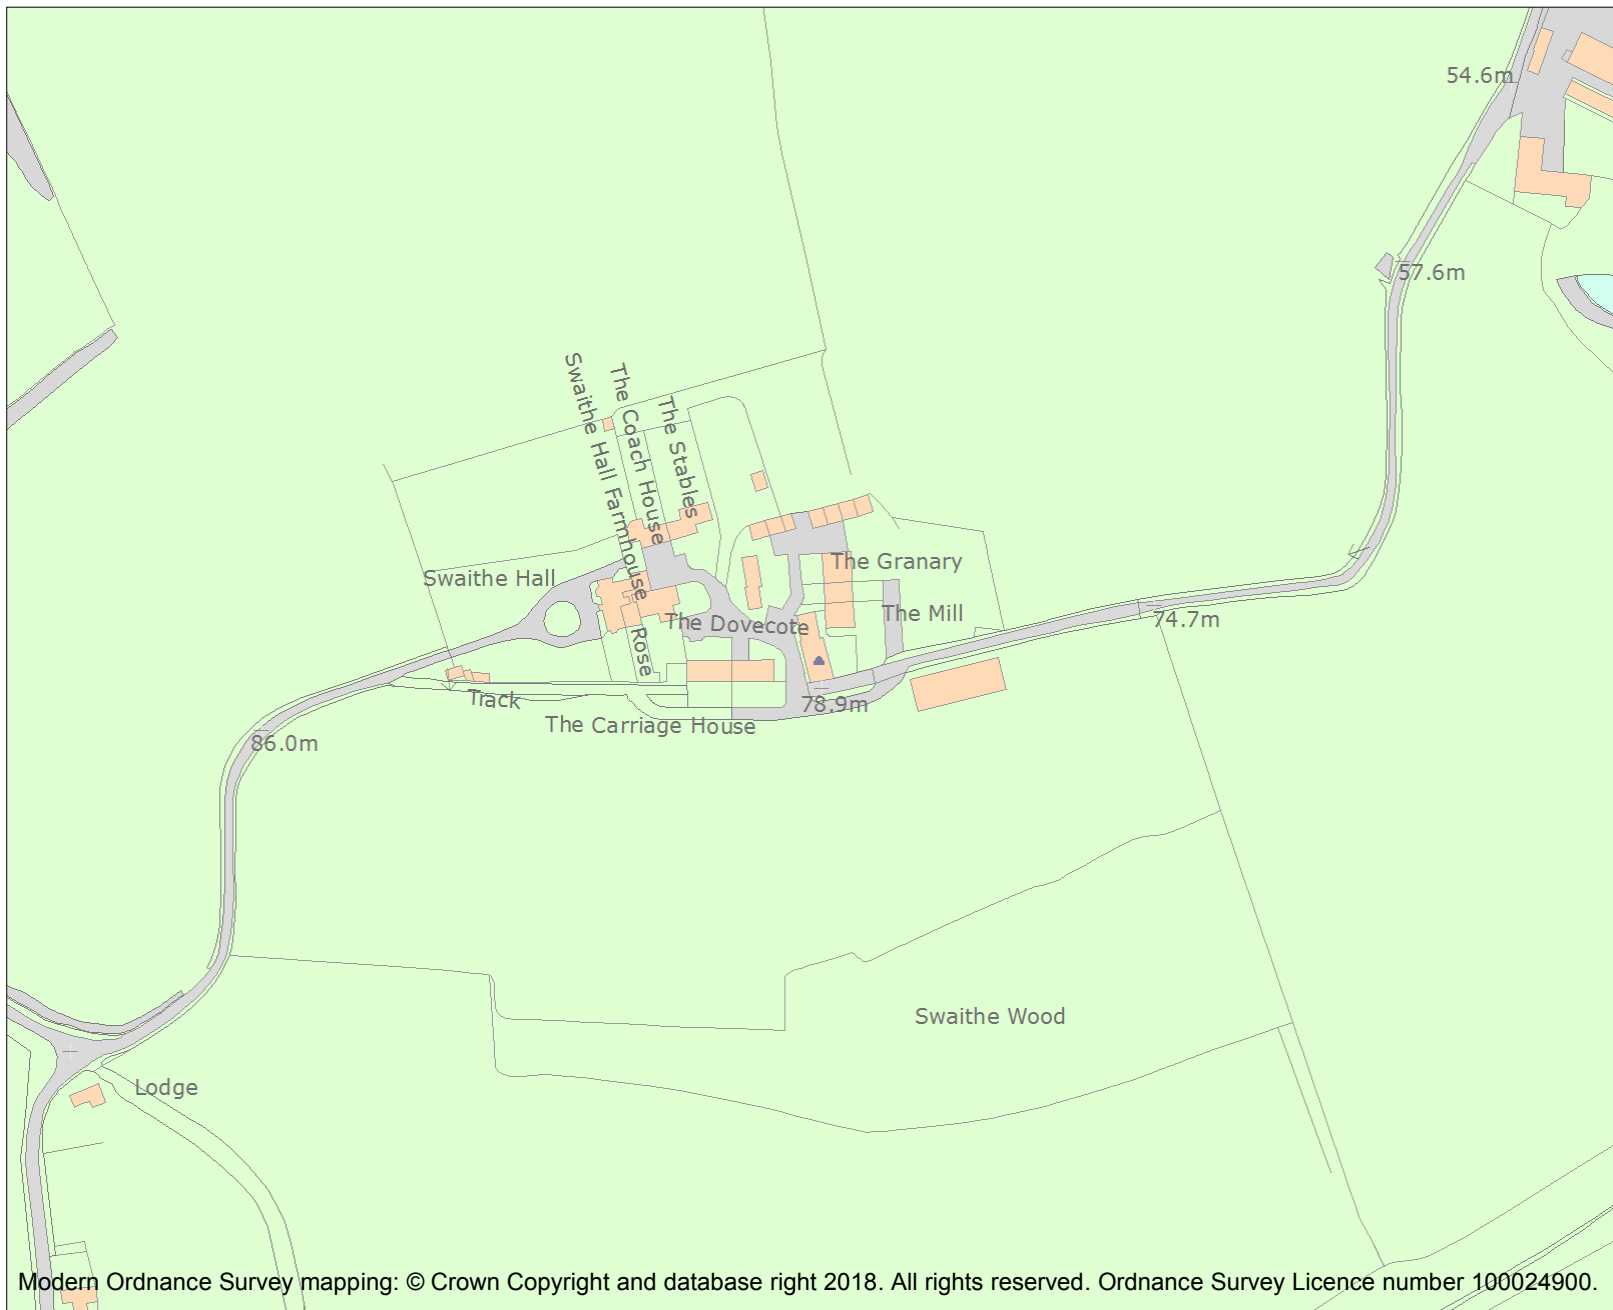 54.6m
57.6m
Swaithe Hall Farmhouse
The Coach House
The Stables
The Granary
Swaithe Hall
The Mill
74.7m
The Dovecote
Rose
Track
78.9m
The Carriage House
86.0m
Swaithe Wood
Lodge
Modern Ordnance Survey mapping: © Crown Copyright and database right 2018. All rights reserved. Ordnance Survey Licence number 100024900.